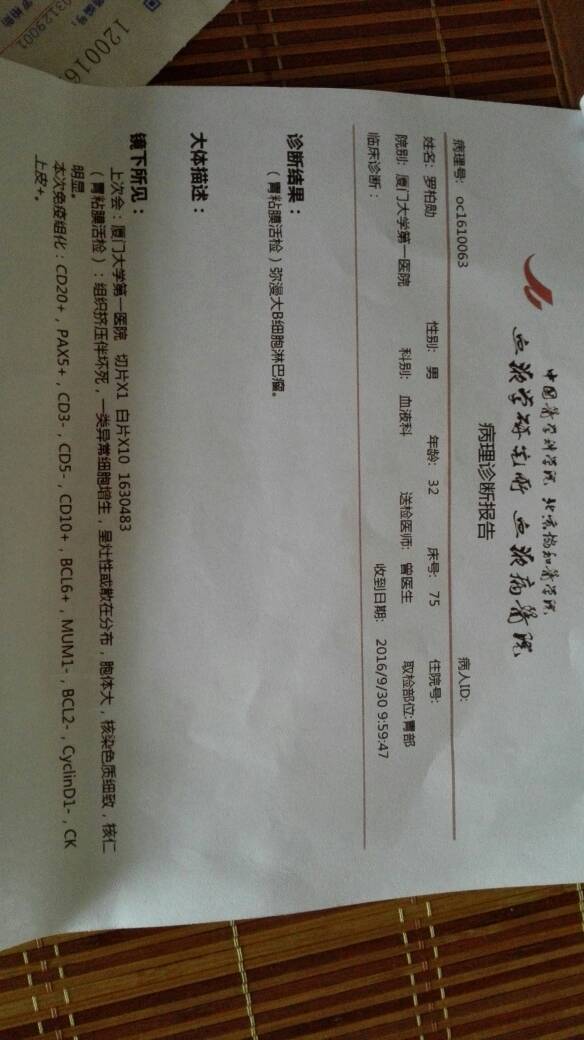 中国医学科学院 北京协和医学院
血液学研究所 血液病医院
病理诊断报告
病理号: oc1610063 病人ID:
姓名: 罗柏勋 性别: 男 年龄: 32 床号: 75 住院号:
院别: 厦门大学第一医院 科别: 血液科 送检医师: 曾医生 取检部位:胃部
临床诊断: 收到日期: 2016/9/30 9:59:47
诊断结果:
(胃粘膜活检)弥漫大B细胞淋巴瘤。
大体描述:
镜下所见:
上次会:厦门大学第一医院 切片X1 白片X10 1630483
(胃粘膜活检):组织挤压伴坏死,一类异常细胞增生,呈灶性或散在分布,胞体大,核染色质细致,核仁
明显。
本次免疫组化:CD20+,PAX5+,CD3-,CD5-,CD10+,BCL6+,MUM1-,BCL2-,CyclinD1-,CK
上皮+。
03129001
120016